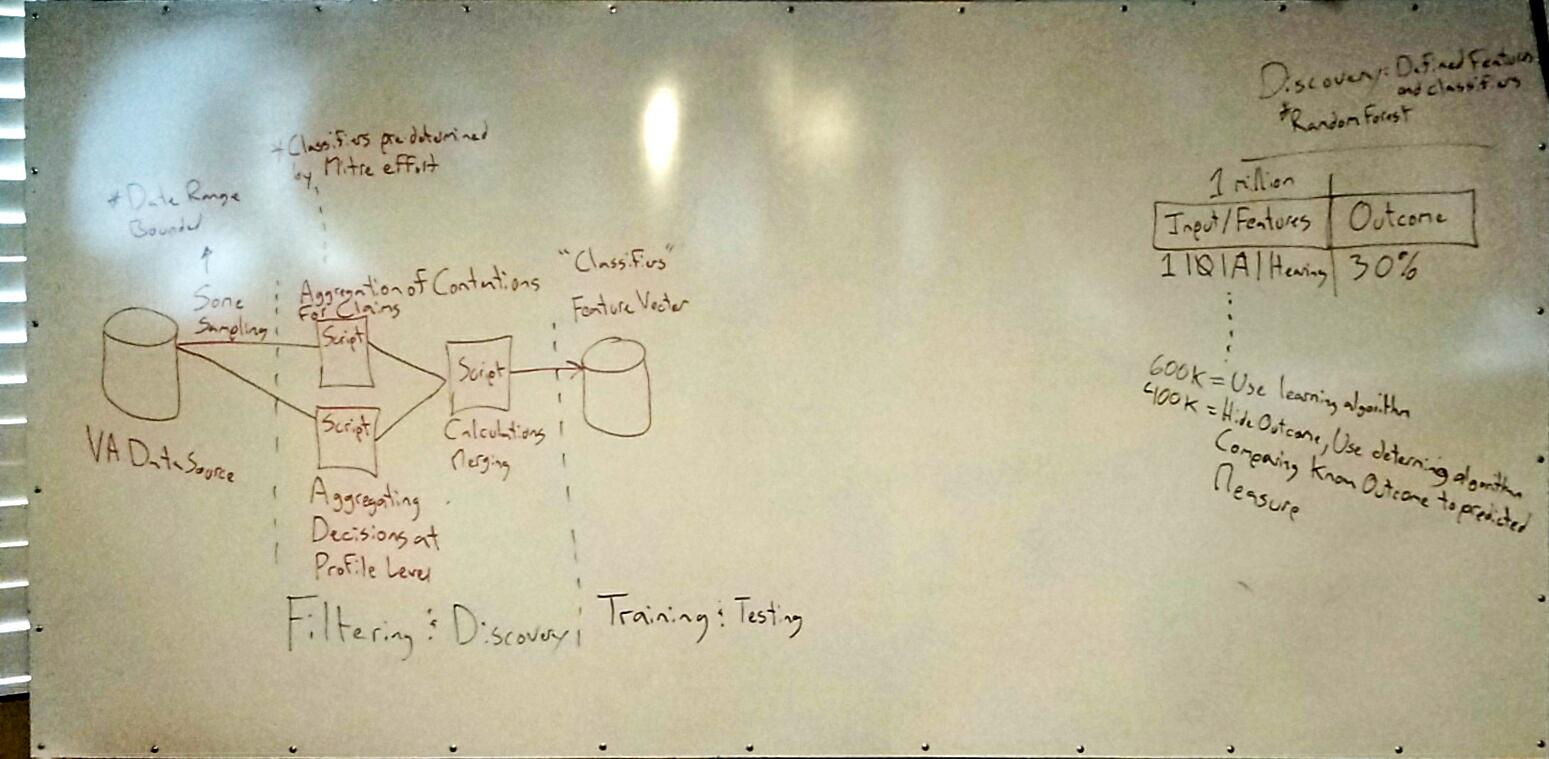 * Classifiers predetermined
by Mitre effort
* Date Range
Bounded
Some
Sampling
VA Data Source
Aggregation of Contentions
For Claims
Script
Script
Aggregating
Decisions at
Profile Level
Script
Calculations
Merging
"Classifiers"
Feature Vector
Filtering & Discovery
Training & Testing
Discovery: Defined Features
and classifiers
*Random Forest
1 million
Input/Features | Outcome
1 | Q | A | Hearing | 30%
600K = Use learning algorithm
400K = Hide Outcome, Use deterning algorithm
Comparing Known Outcome to predicted
Measure